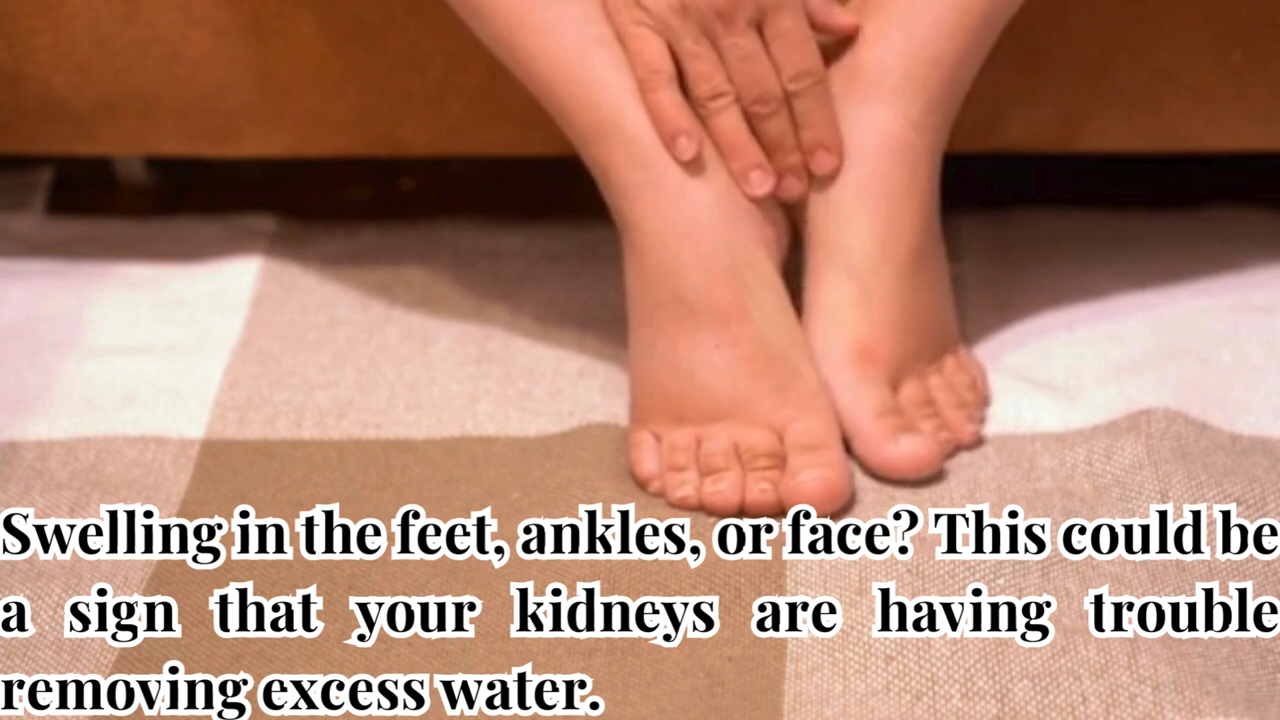 Swelling in the feet, ankles, or face? This could be
a sign that your kidneys are having trouble
removing excess water.